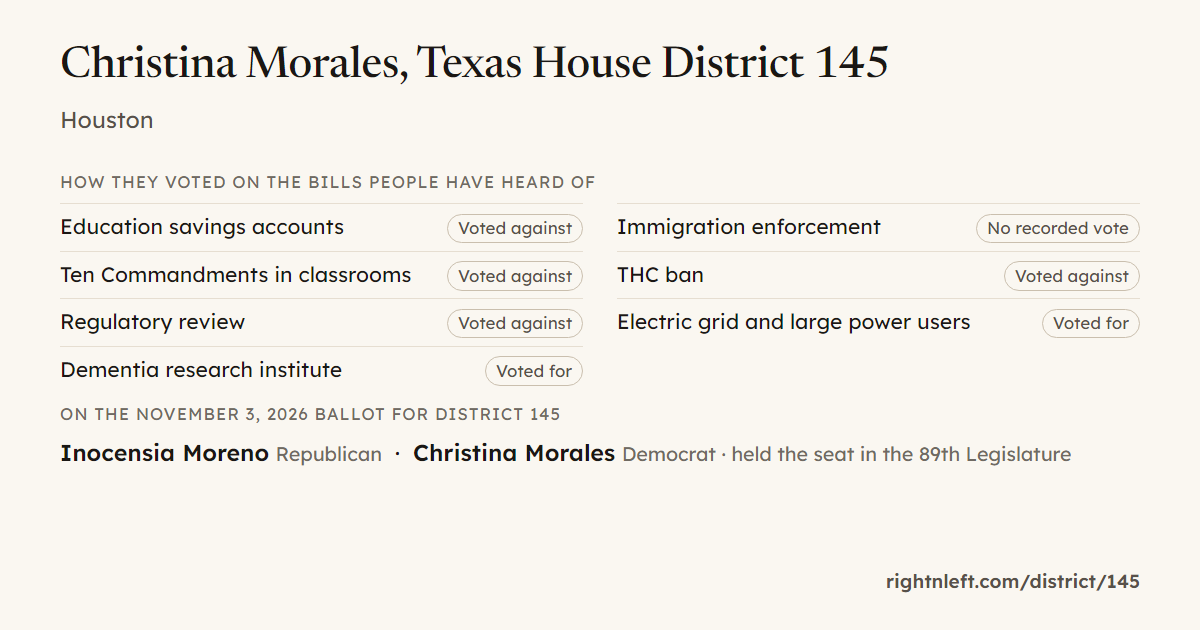 Christina Morales, Texas House District 145
Houston
HOW THEY VOTED ON THE BILLS PEOPLE HAVE HEARD OF
Education savings accounts Voted against
Ten Commandments in classrooms Voted against
Regulatory review Voted against
Dementia research institute Voted for
Immigration enforcement No recorded vote
THC ban Voted against
Electric grid and large power users Voted for
ON THE NOVEMBER 3, 2026 BALLOT FOR DISTRICT 145
Inocensia Moreno Republican · Christina Morales Democrat · held the seat in the 89th Legislature
rightnleft.com/district/145